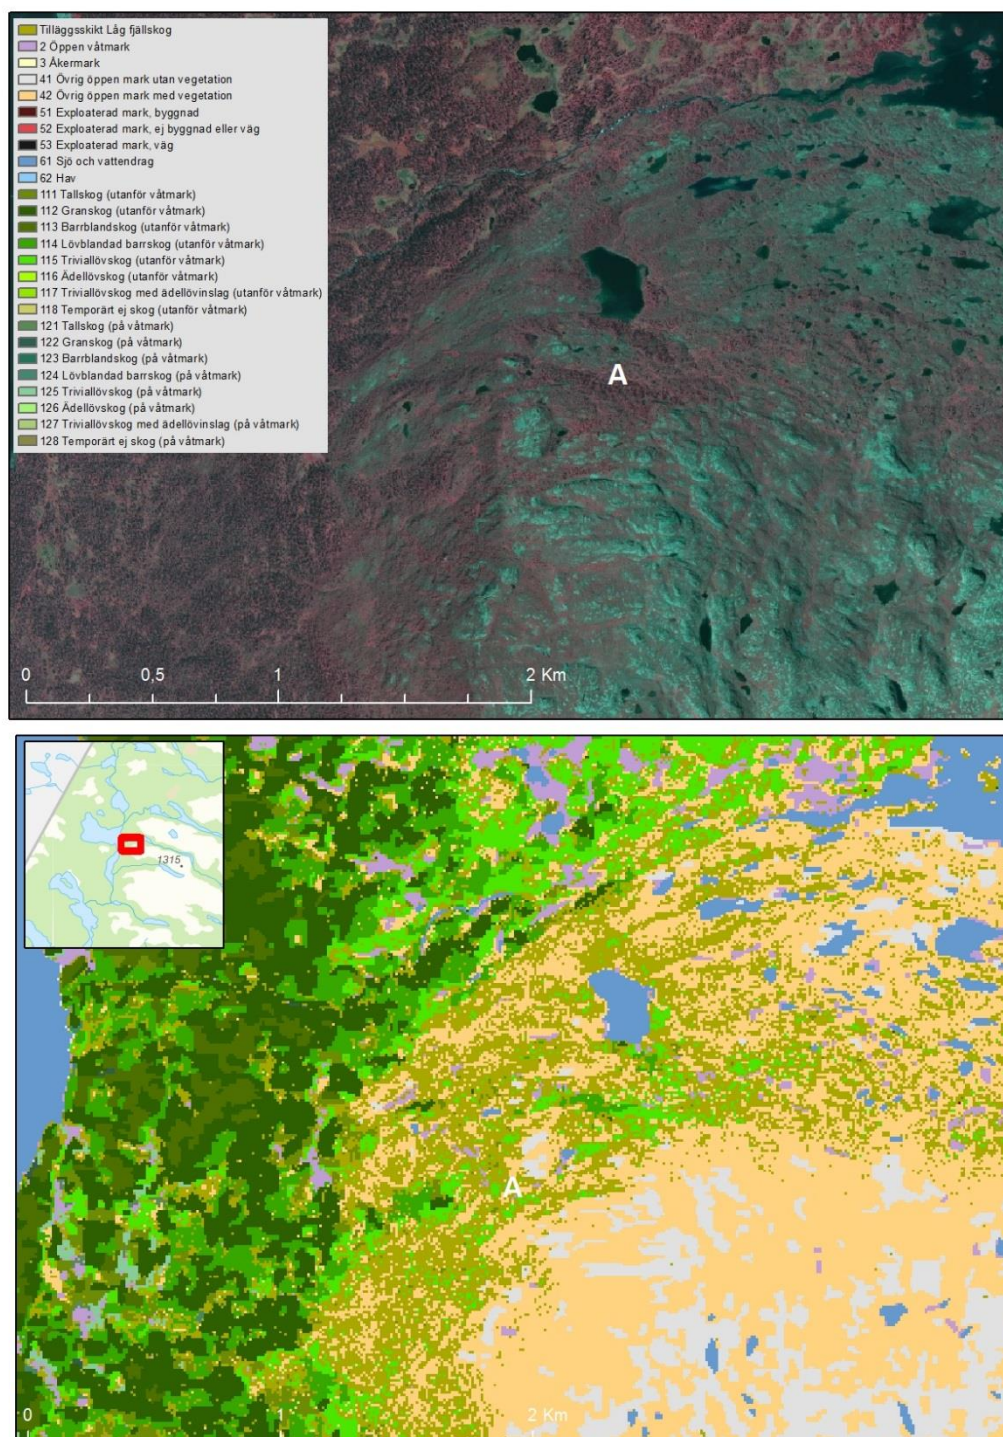 Tilläggsskikt Låg fjällskog
2 Öppen våtmark
3 Åkermark
41 Övrig öppen mark utan vegetation
42 Övrig öppen mark med vegetation
51 Exploaterad mark, byggnad
52 Exploaterad mark, ej byggnad eller väg
53 Exploaterad mark, väg
61 Sjö och vattendrag
62 Hav
111 Tallskog (utanför våtmark)
112 Granskog (utanför våtmark)
113 Barrblandskog (utanför våtmark)
114 Lövblandad barrskog (utanför våtmark)
115 Triviallövskog (utanför våtmark)
116 Ädellövskog (utanför våtmark)
117 Triviallövskog med ädellövinslag (utanför våtmark)
118 Temporärt ej skog (utanför våtmark)
121 Tallskog (på våtmark)
122 Granskog (på våtmark)
123 Barrblandskog (på våtmark)
124 Lövblandad barrskog (på våtmark)
125 Triviallövskog (på våtmark)
126 Ädellövskog (på våtmark)
127 Triviallövskog med ädellövinslag (på våtmark)
128 Temporärt ej skog (på våtmark)
A
0 0,5 1 2 Km
1315
A
0 1 2 Km